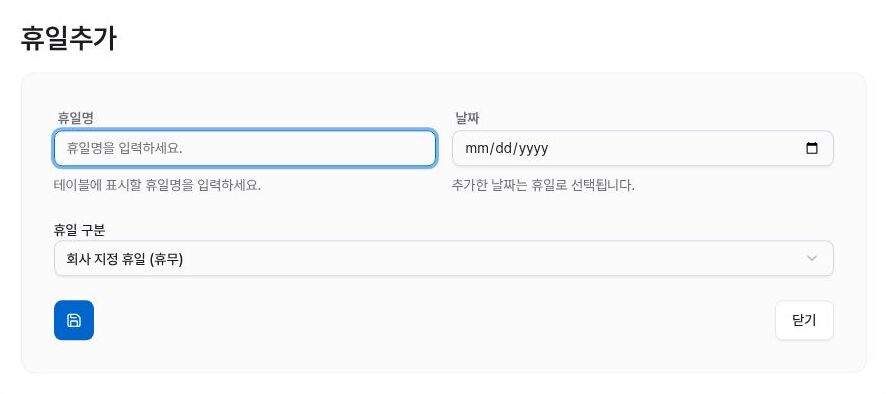 휴일추가
휴일명
날짜
휴일명을 입력하세요.
mm/dd/yyyy
테이블에 표시할 휴일명을 입력하세요.
추가한 날짜는 휴일로 선택됩니다.
휴일 구분
회사 지정 휴일 (휴무)
닫기